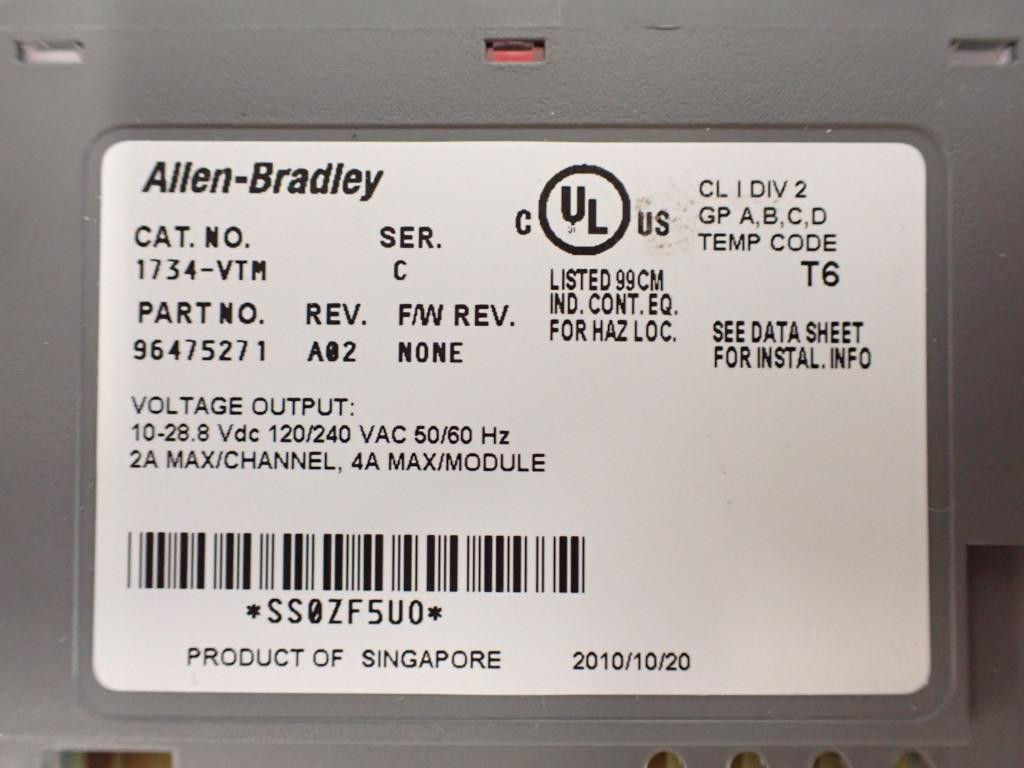 Allen-Bradley
CAT. NO. SER.
1734-VTM C
PART NO. REV. F/W REV.
96475271 A02 NONE
C UL US
LISTED 99CM
IND. CONT. EQ.
FOR HAZ LOC.
CL I DIV 2
GP A,B,C,D
TEMP CODE
T6
SEE DATA SHEET
FOR INSTAL. INFO
VOLTAGE OUTPUT:
10-28.8 Vdc 120/240 VAC 50/60 Hz
2A MAX/CHANNEL, 4A MAX/MODULE
*SS0ZF5UO*
PRODUCT OF SINGAPORE 2010/10/20